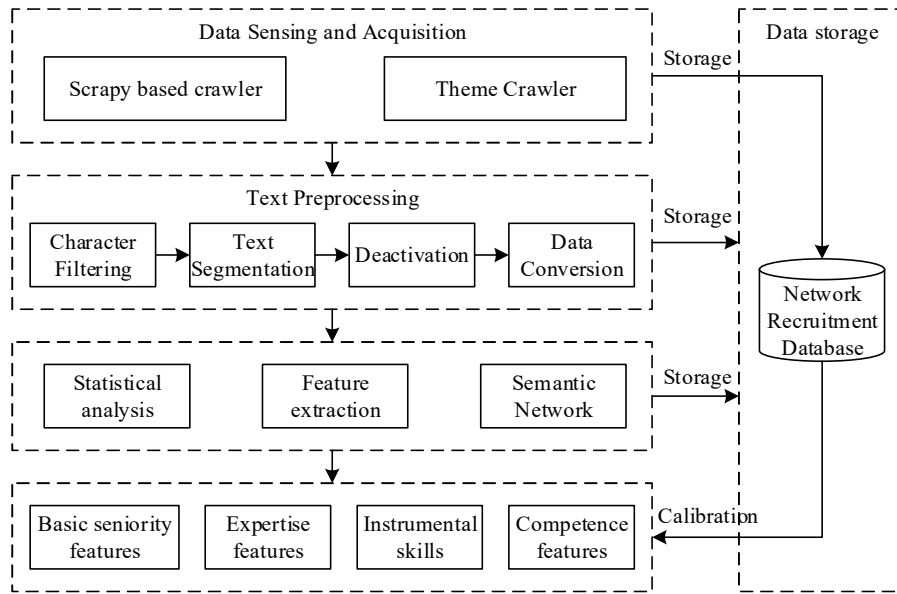 Data Sensing and Acquisition
Scrapy based crawler
Theme Crawler
Storage
Data storage
Text Preprocessing
Character
Filtering
Text
Segmentation
Deactivation
Data
Conversion
Storage
Network
Recruitment
Database
Statistical
analysis
Feature
extraction
Semantic
Network
Storage
Basic seniority
features
Expertise
features
Instrumental
skills
Competence
features
Calibration